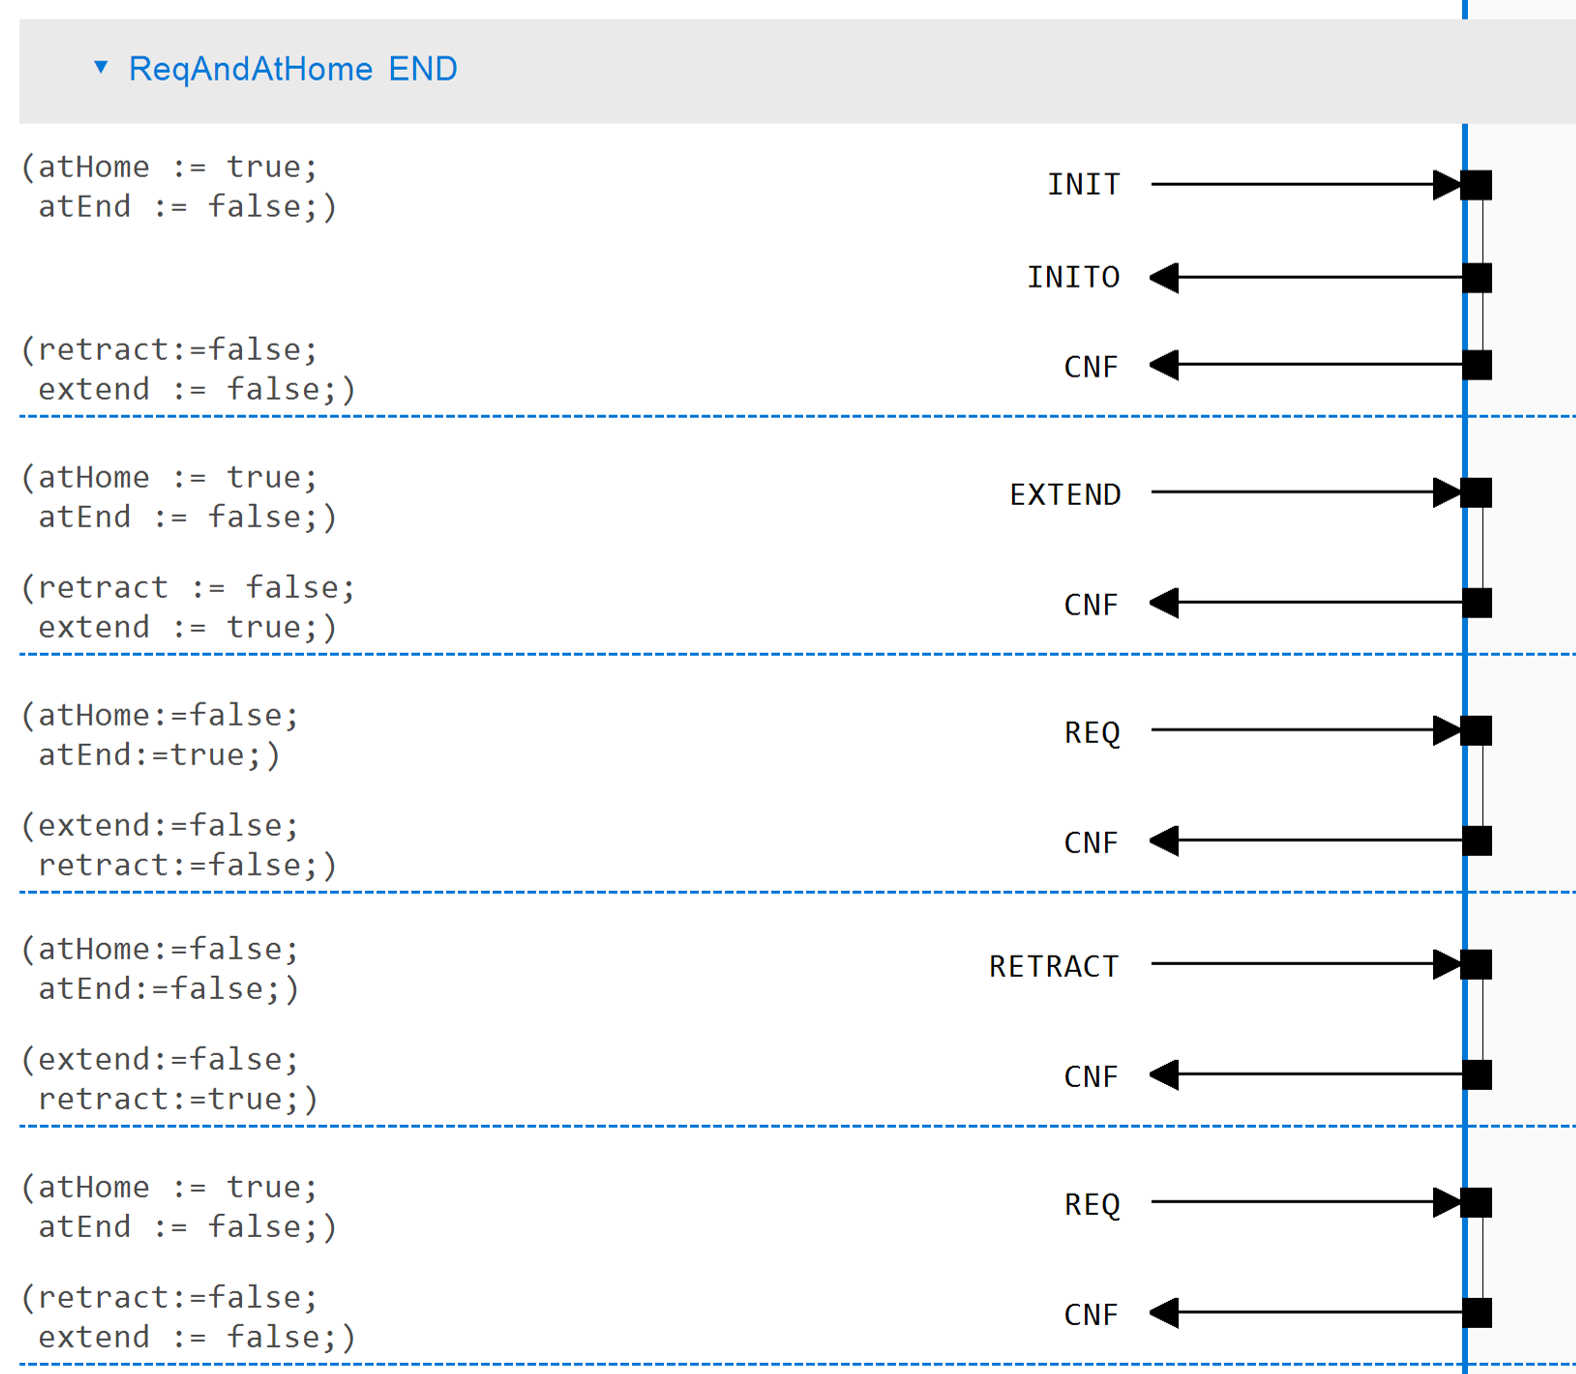 ▼ ReqAndAtHome END
(atHome := true;
atEnd := false;)
INIT
INITO
(retract:=false;
extend := false;)
CNF
(atHome := true;
atEnd := false;)
EXTEND
(retract := false;
extend := true;)
CNF
(atHome:=false;
atEnd:=true;)
REQ
(extend:=false;
retract:=false;)
CNF
(atHome:=false;
atEnd:=false;)
RETRACT
(extend:=false;
retract:=true;)
CNF
(atHome := true;
atEnd := false;)
REQ
(retract:=false;
extend := false;)
CNF